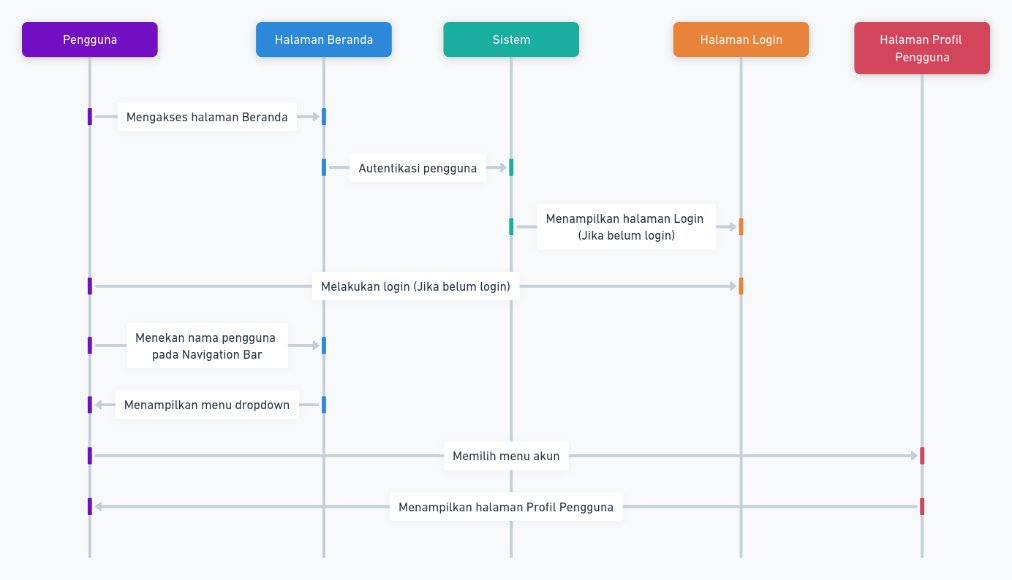 Pengguna
Halaman Beranda
Sistem
Halaman Login
Halaman Profil
Pengguna
Mengakses halaman Beranda
Autentikasi pengguna
Menampilkan halaman Login
(Jika belum login)
Melakukan login (Jika belum login)
Menekan nama pengguna
pada Navigation Bar
Menampilkan menu dropdown
Memilih menu akun
Menampilkan halaman Profil Pengguna